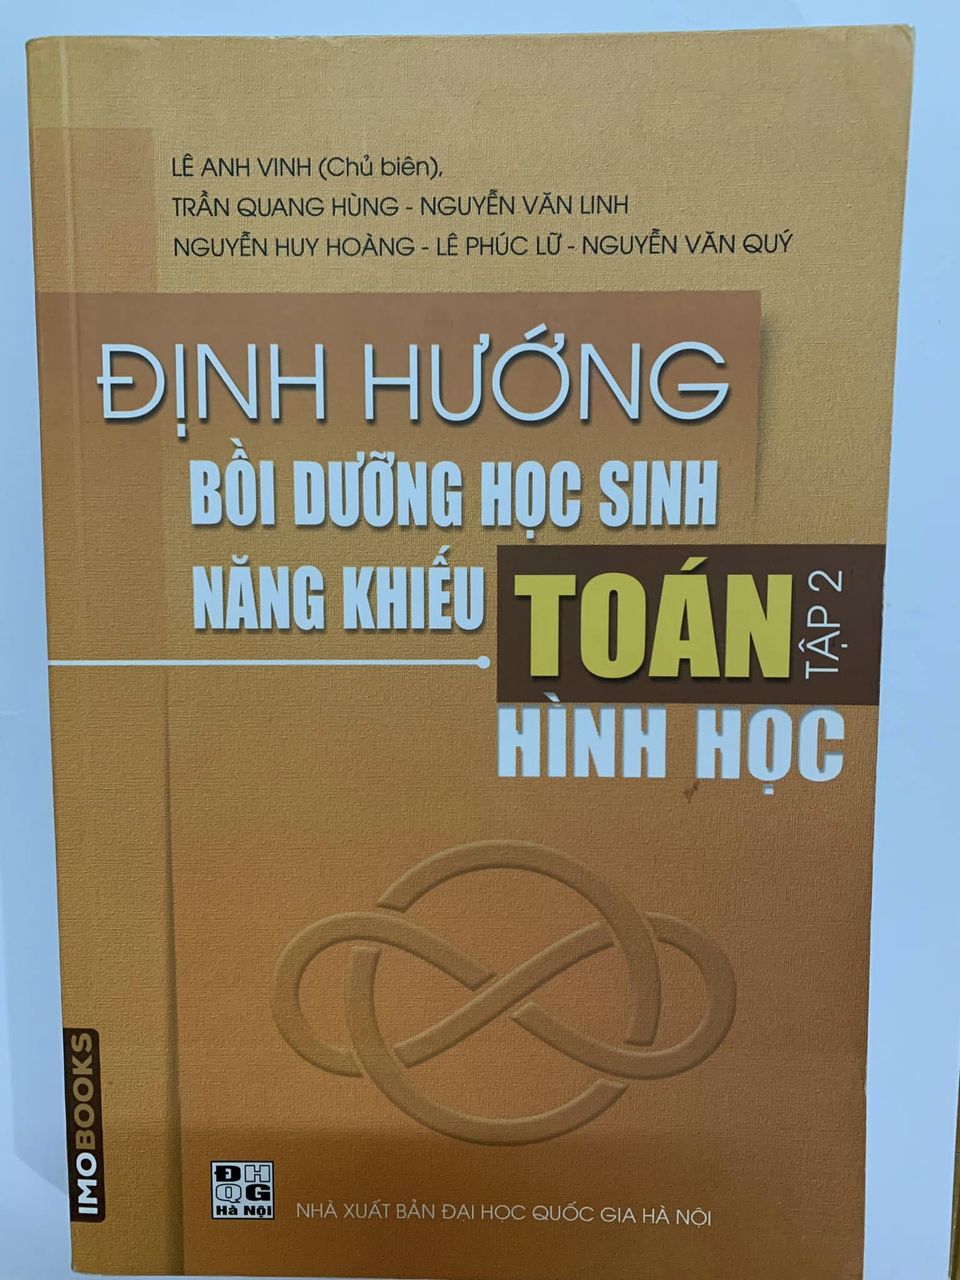 LÊ ANH VINH (Chủ biên),
TRẦN QUANG HÙNG - NGUYỄN VĂN LINH
NGUYỄN HUY HOÀNG - LÊ PHÚC LỮ - NGUYỄN VĂN QUÝ
ĐỊNH HƯỚNG
BỒI DƯỠNG HỌC SINH
NĂNG KHIẾU
TOÁN
TẬP 2
HÌNH HỌC
IMOBOOKS
ĐH
QG
Hà Nội
NHÀ XUẤT BẢN ĐẠI HỌC QUỐC GIA HÀ NỘI